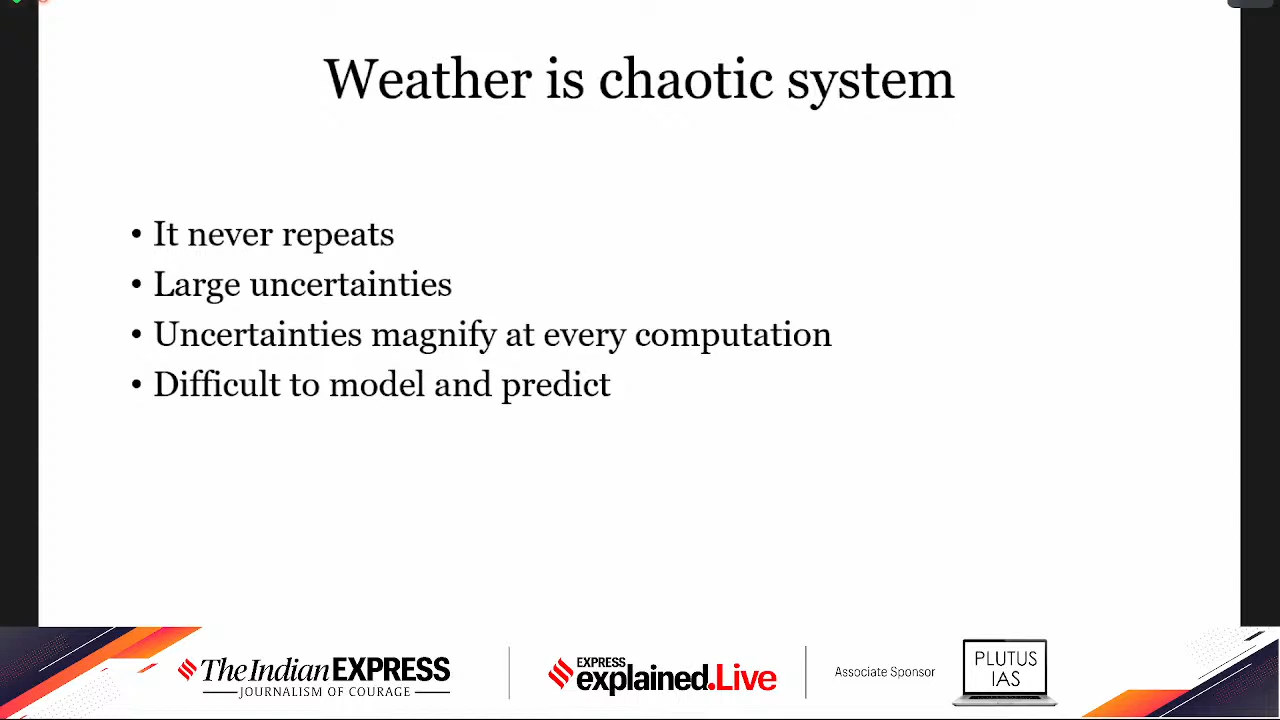 Weather is chaotic system
• It never repeats
• Large uncertainties
• Uncertainties magnify at every computation
• Difficult to model and predict
The Indian EXPRESS
JOURNALISM OF COURAGE
EXPRESS
explained.Live
Associate Sponsor
PLUTUS
IAS